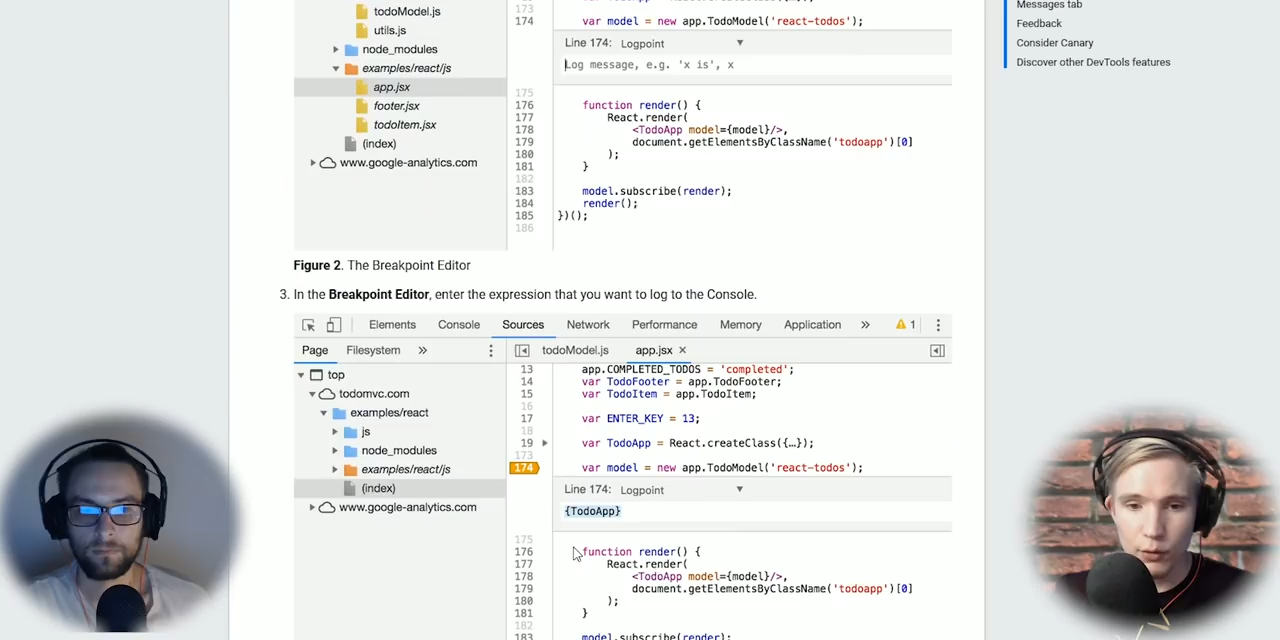 todoModel.js
utils.js
node_modules
examples/react/js
app.jsx
footer.jsx
todoItem.jsx
(index)
www.google-analytics.com
173
174 var model = new app.TodoModel('react-todos');
Line 174: Logpoint
Log message, e.g. 'x is', x
175
176 function render() {
177 React.render(
178 <TodoApp model={model}/>,
179 document.getElementsByClassName('todoapp')[0]
180 );
181 }
182
183 model.subscribe(render);
184 render();
185 })();
186
Messages tab
Feedback
Consider Canary
Discover other DevTools features
Figure 2. The Breakpoint Editor
3. In the Breakpoint Editor, enter the expression that you want to log to the Console.
Elements Console Sources Network Performance Memory Application » 1
Page Filesystem » todoModel.js app.jsx ×
top
todomvc.com
examples/react
js
node_modules
examples/react/js
(index)
www.google-analytics.com
13 app.COMPLETED_TODOS = 'completed';
14 var TodoFooter = app.TodoFooter;
15 var TodoItem = app.TodoItem;
16
17 var ENTER_KEY = 13;
18
19 var TodoApp = React.createClass({…});
173
174 var model = new app.TodoModel('react-todos');
Line 174: Logpoint
{TodoApp}
175
176 function render() {
177 React.render(
178 <TodoApp model={model}/>,
179 document.getElementsByClassName('todoapp')[0]
180 );
181 }
182
183 model.subscribe(render);